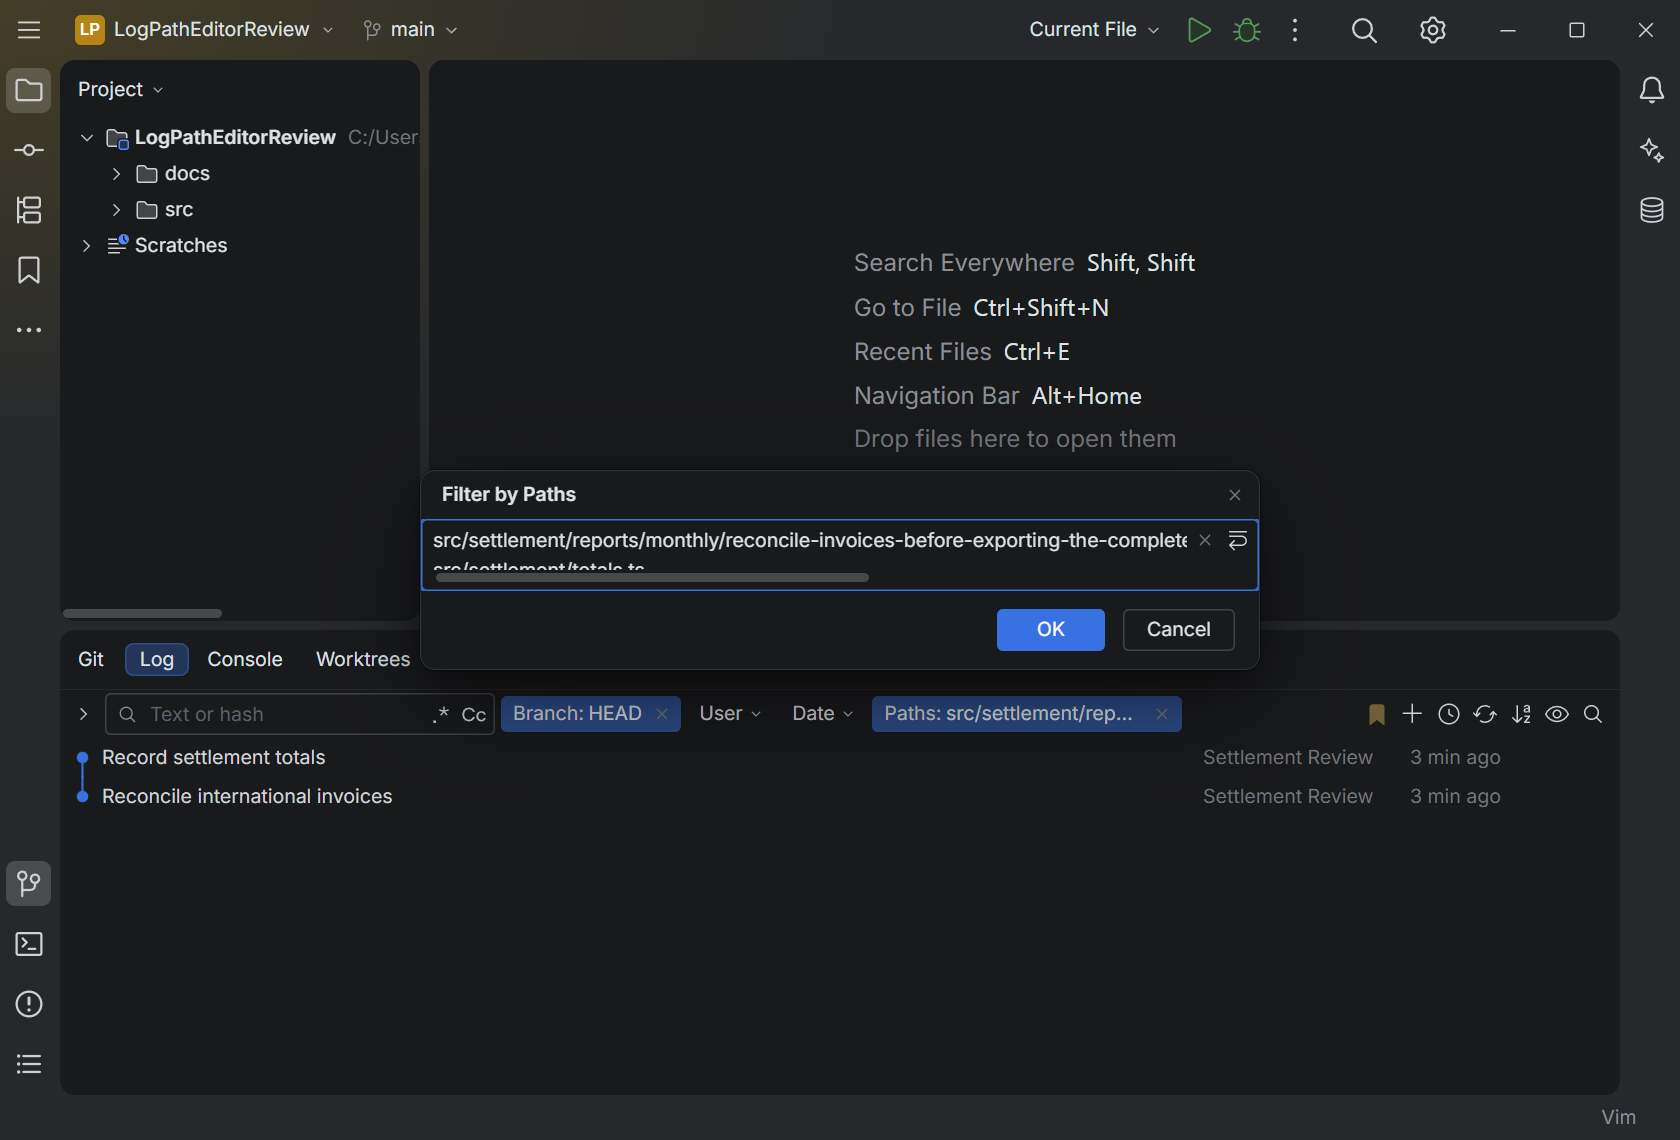 LP LogPathEditorReview main Current File
Project
LogPathEditorReview C:/User
docs
src
Scratches
Search Everywhere Shift, Shift
Go to File Ctrl+Shift+N
Recent Files Ctrl+E
Navigation Bar Alt+Home
Drop files here to open them
Filter by Paths
src/settlement/reports/monthly/reconcile-invoices-before-exporting-the-complete
src/settlement/totals.ts
OK Cancel
Git Log Console Worktrees
Text or hash .* Cc Branch: HEAD User Date Paths: src/settlement/rep...
Record settlement totals Settlement Review 3 min ago
Reconcile international invoices Settlement Review 3 min ago
Vim